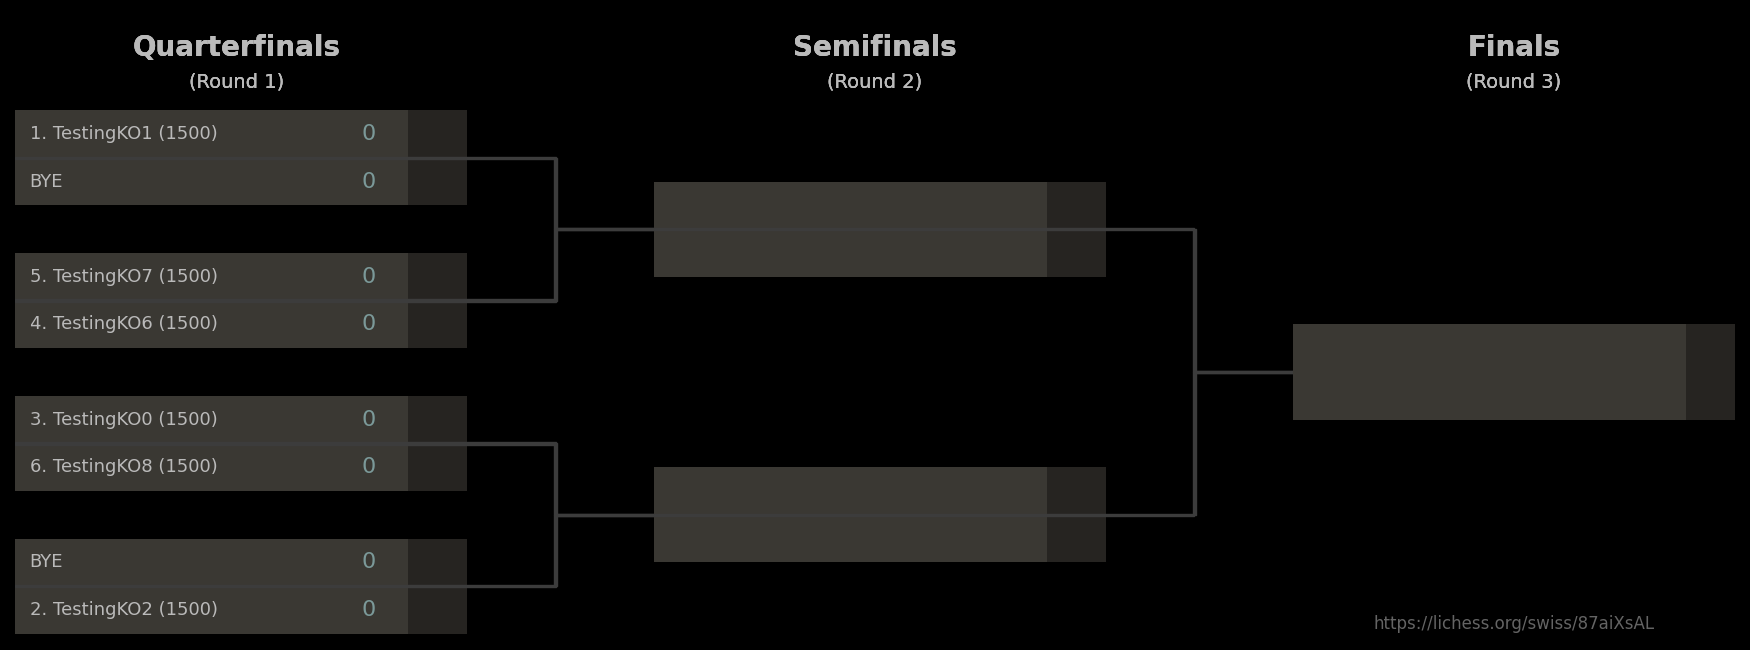 Quarterfinals
(Round 1)
Semifinals
(Round 2)
Finals
(Round 3)
1. TestingKO1 (1500) 0
BYE 0
5. TestingKO7 (1500) 0
4. TestingKO6 (1500) 0
3. TestingKO0 (1500) 0
6. TestingKO8 (1500) 0
BYE 0
2. TestingKO2 (1500) 0
https://lichess.org/swiss/87aiXsAL